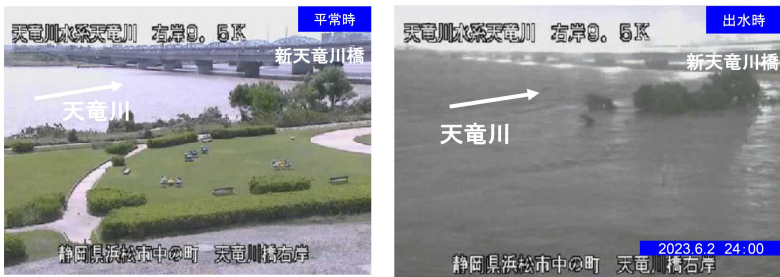 平常時
天竜川水系天竜川　右岸9.5K
新天竜川橋
天竜川
静岡県浜松市中の町　天竜川橋右岸
出水時
天竜川水系天竜川　右岸9.5K
新天竜川橋
天竜川
2023.6.2 24:00
静岡県浜松市中の町　天竜川橋右岸